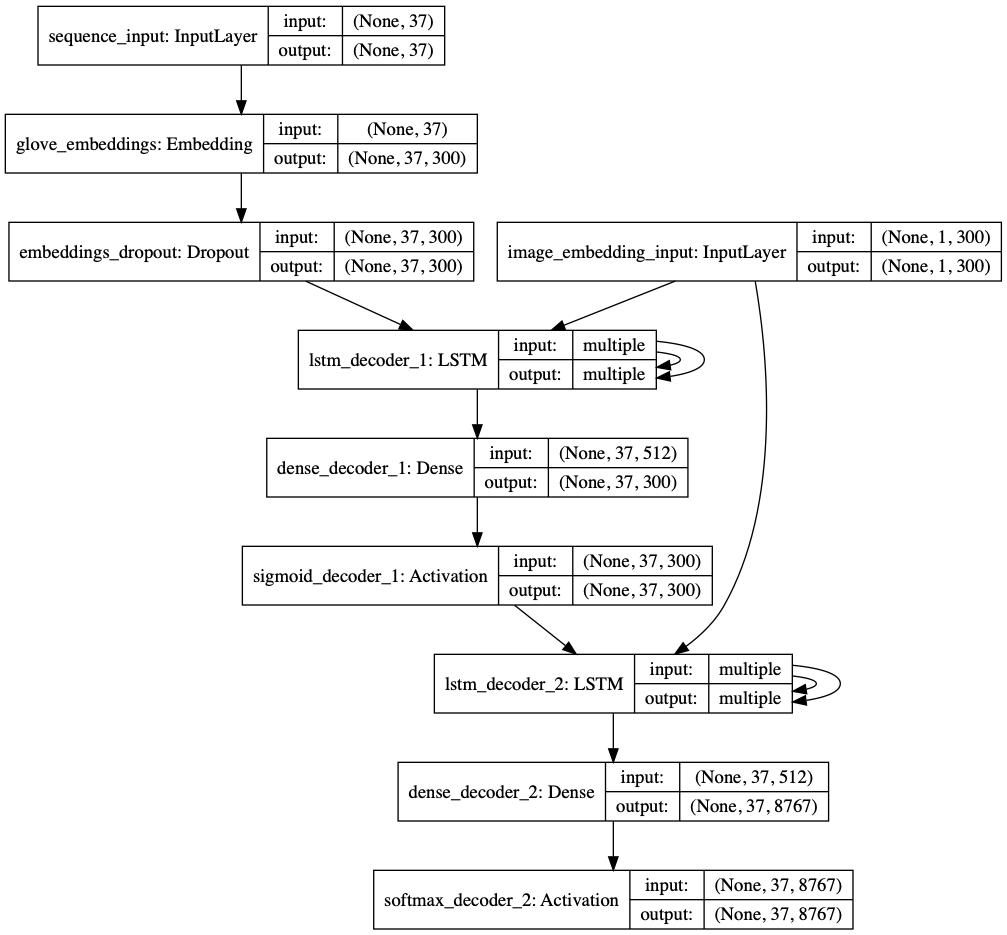 sequence_input: InputLayer
input: (None, 37)
output: (None, 37)
glove_embeddings: Embedding
input: (None, 37)
output: (None, 37, 300)
embeddings_dropout: Dropout
input: (None, 37, 300)
output: (None, 37, 300)
image_embedding_input: InputLayer
input: (None, 1, 300)
output: (None, 1, 300)
lstm_decoder_1: LSTM
input: multiple
output: multiple
dense_decoder_1: Dense
input: (None, 37, 512)
output: (None, 37, 300)
sigmoid_decoder_1: Activation
input: (None, 37, 300)
output: (None, 37, 300)
lstm_decoder_2: LSTM
input: multiple
output: multiple
dense_decoder_2: Dense
input: (None, 37, 512)
output: (None, 37, 8767)
softmax_decoder_2: Activation
input: (None, 37, 8767)
output: (None, 37, 8767)